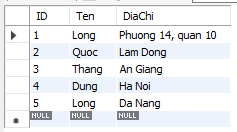 ID Ten DiaChi
1 Long Phuong 14, quan 10
2 Quoc Lam Dong
3 Thang An Giang
4 Dung Ha Noi
5 Long Da Nang
NULL NULL NULL